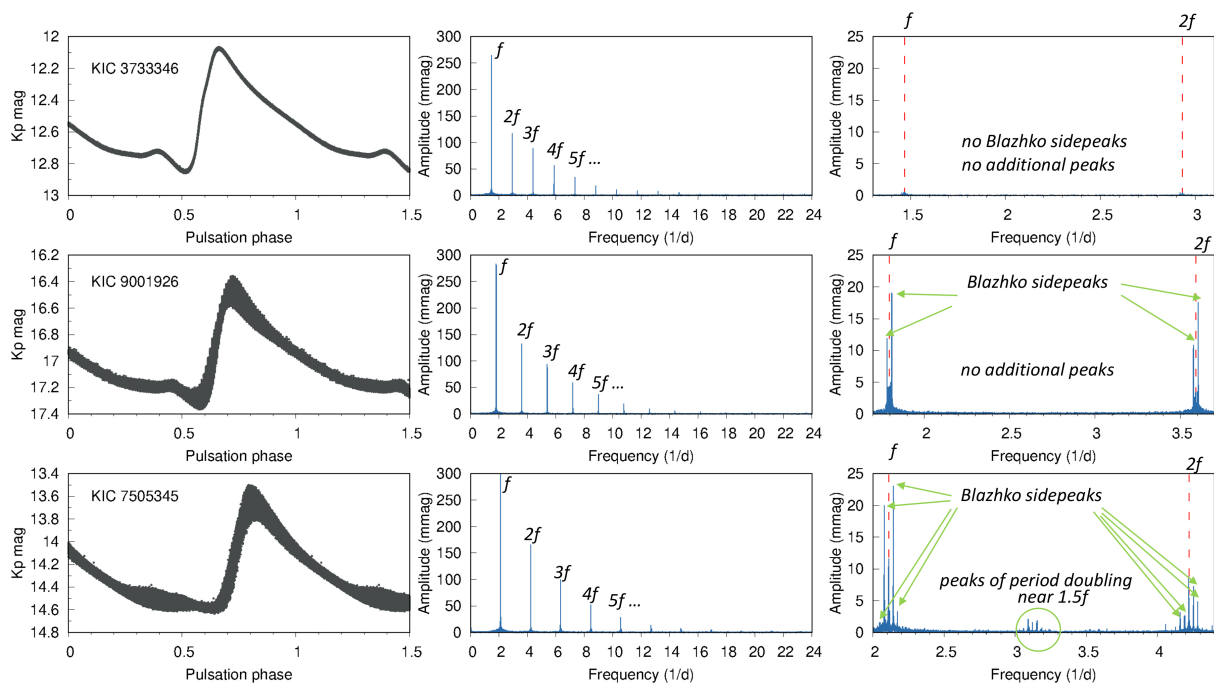 f
2f
12
12.2
12.4
12.6
12.8
13
Kp mag
KIC 3733346
0
0.5
1
1.5
Pulsation phase
300
250
200
150
100
50
0
Amplitude (mmag)
f
2f
3f
4f
5f ...
0 2 4 6 8 10 12 14 16 18 20 22 24
Frequency (1/d)
25
20
15
10
5
0
Amplitude (mmag)
no Blazhko sidepeaks
no additional peaks
1.5
2
2.5
3
Frequency (1/d)
f
2f
16.2
16.4
16.6
16.8
17
17.2
17.4
Kp mag
KIC 9001926
0
0.5
1
1.5
Pulsation phase
300
250
200
150
100
50
0
Amplitude (mmag)
f
2f
3f
4f
5f ...
0 2 4 6 8 10 12 14 16 18 20 22 24
Frequency (1/d)
25
20
15
10
5
0
Amplitude (mmag)
Blazhko sidepeaks
no additional peaks
2
2.5
3
3.5
Frequency (1/d)
f
2f
13.4
13.6
13.8
14
14.2
14.4
14.6
14.8
Kp mag
KIC 7505345
0
0.5
1
1.5
Pulsation phase
300
250
200
150
100
50
0
Amplitude (mmag)
f
2f
3f
4f
5f ...
0 2 4 6 8 10 12 14 16 18 20 22 24
Frequency (1/d)
25
20
15
10
5
0
Amplitude (mmag)
Blazhko sidepeaks
peaks of period doubling
near 1.5f
2
2.5
3
3.5
4
Frequency (1/d)